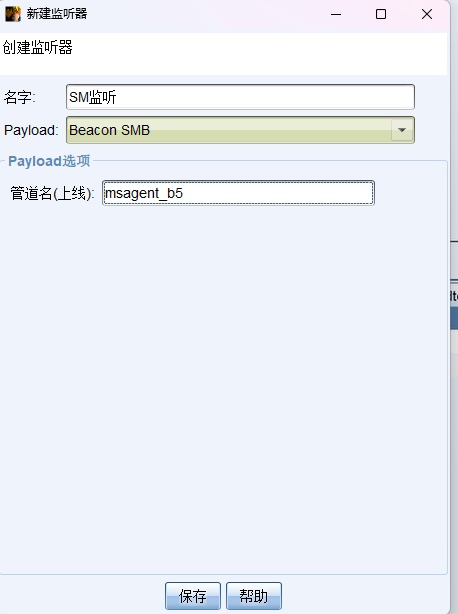 新建监听器
创建监听器
名字: SM监听
Payload: Beacon SMB
Payload选项
管道名(上线): msagent_b5
保存 帮助